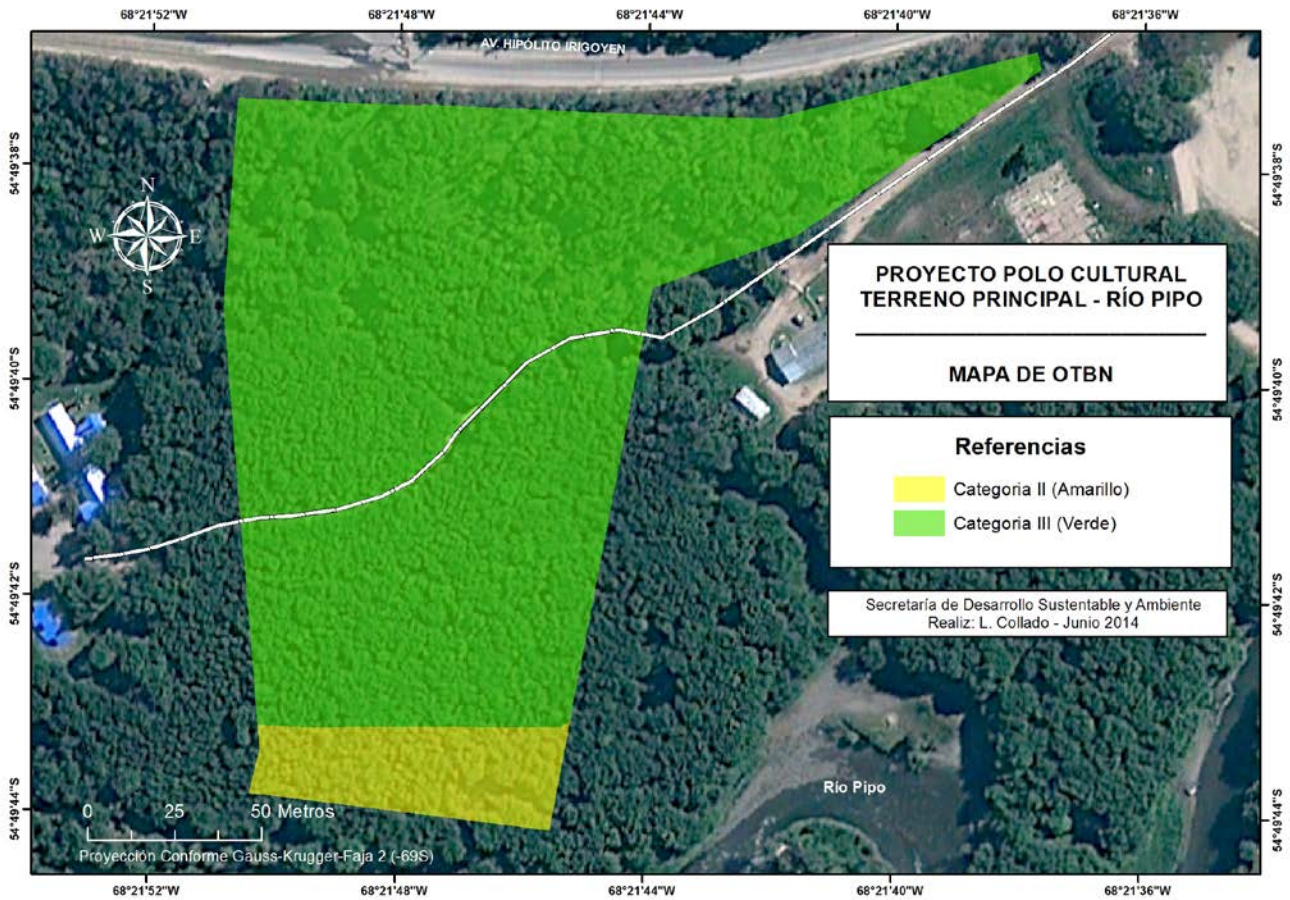 68°21'52"W 68°21'48"W 68°21'44"W 68°21'40"W 68°21'36"W
AV. HIPÓLITO IRIGOYEN
54°49'38"S
54°49'38"S
N
W E
S
PROYECTO POLO CULTURAL
TERRENO PRINCIPAL - RÍO PIPO
MAPA DE OTBN
54°49'40"S
54°49'40"S
Referencias
Categoria II (Amarillo)
Categoria III (Verde)
54°49'42"S
54°49'42"S
Secretaría de Desarrollo Sustentable y Ambiente
Realiz: L. Collado - Junio 2014
Río Pipo
54°49'44"S
54°49'44"S
0 25 50 Metros
Proyección Conforme Gauss-Krugger-Faja 2 (-69S)
68°21'52"W 68°21'48"W 68°21'44"W 68°21'40"W 68°21'36"W